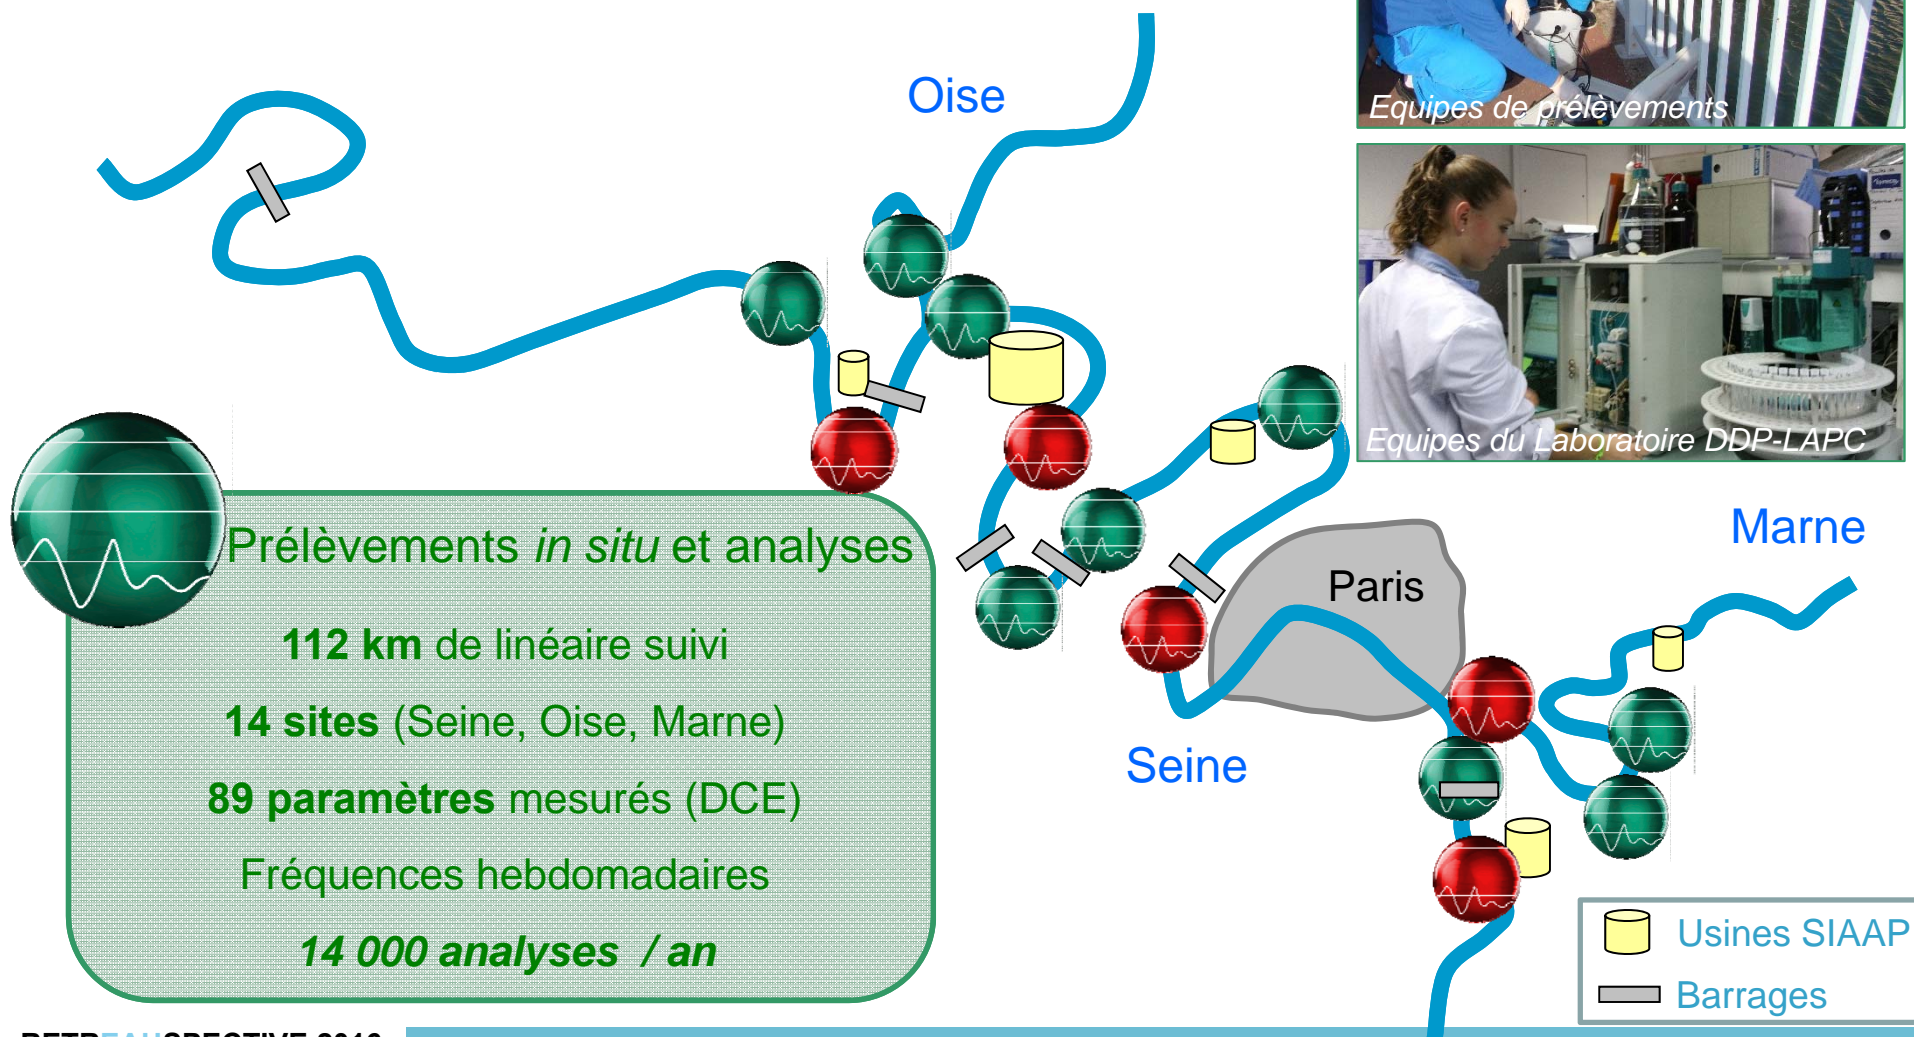 Oise
Equipes de prélèvements
Equipes du Laboratoire DDP-LAPC
Marne
Paris
Seine
Prélèvements in situ et analyses
112 km de linéaire suivi
14 sites (Seine, Oise, Marne)
89 paramètres mesurés (DCE)
Fréquences hebdomadaires
14 000 analyses / an
Usines SIAAP
Barrages